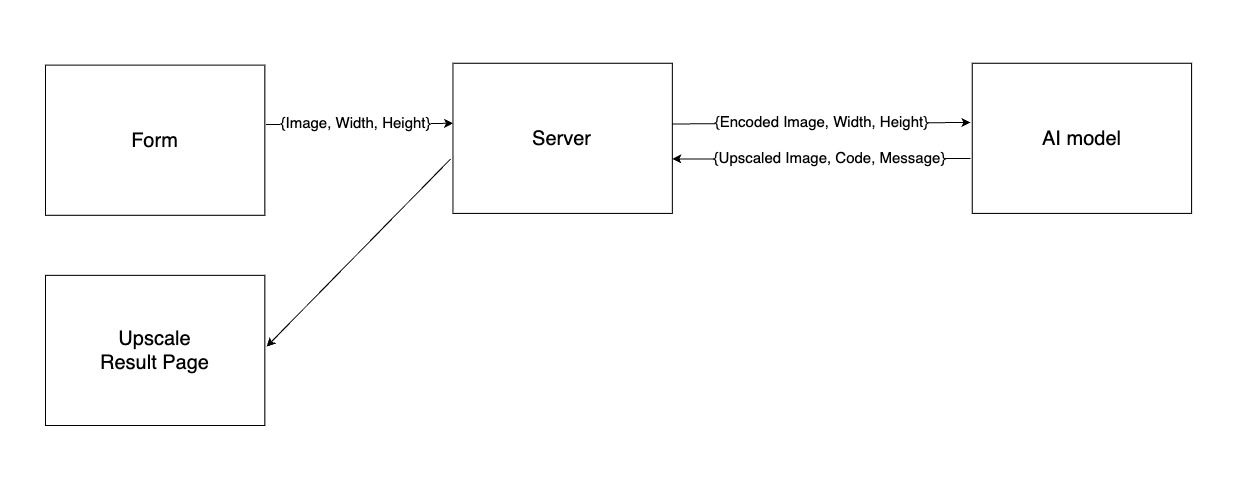 Form
{Image, Width, Height}
Server
{Encoded Image, Width, Height}
{Upscaled Image, Code, Message}
AI model
Upscale
Result Page